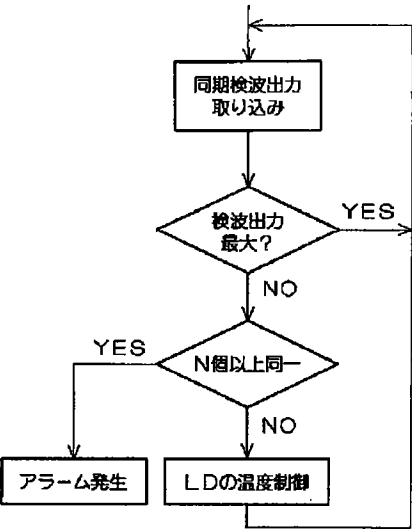 同期検波出力
取り込み
検波出力
最大?
YES
NO
N個以上同一
YES
NO
アラーム発生
LDの温度制御